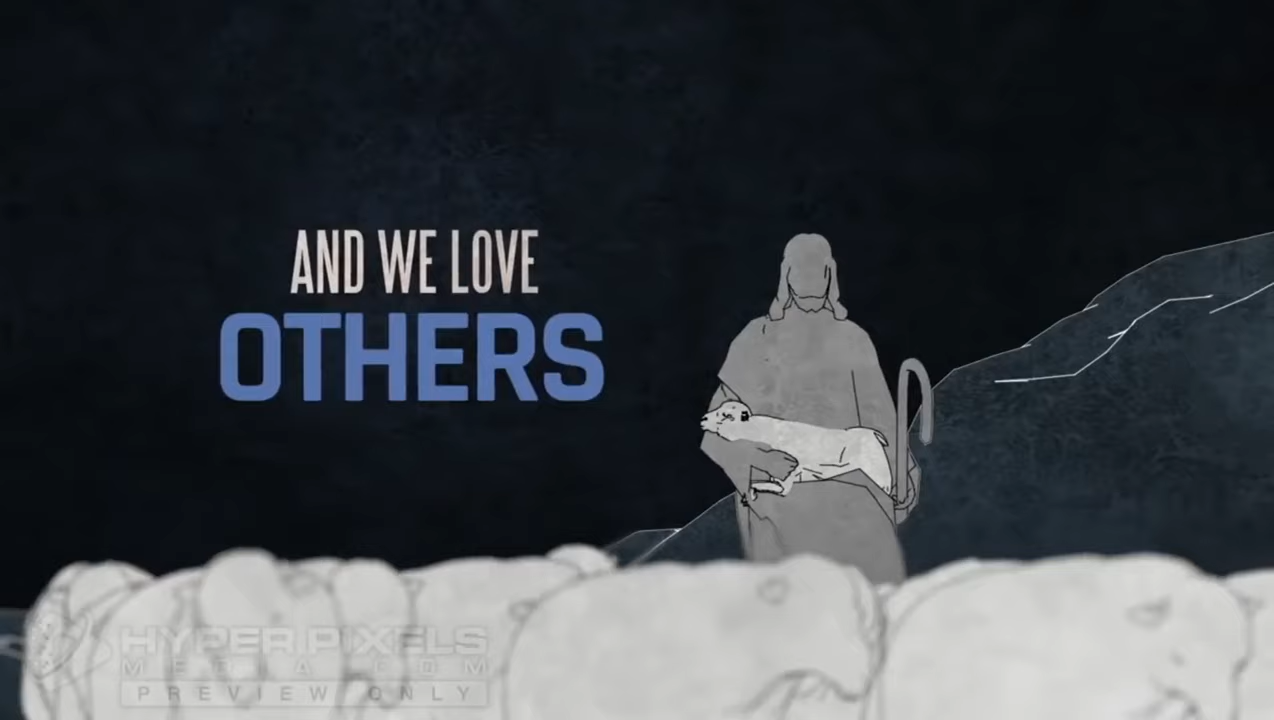 AND WE LOVE
OTHERS
HYPER PIXELS
MEDIA.COM
PREVIEW ONLY